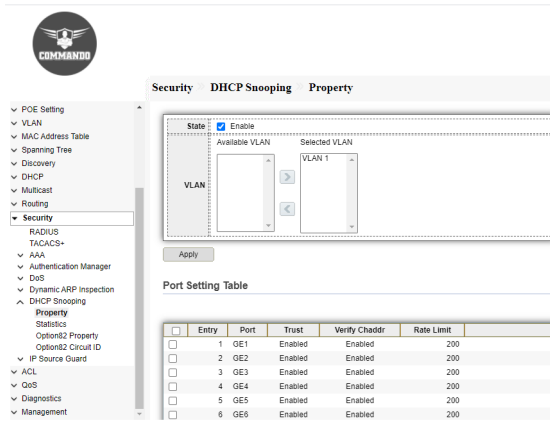 COMMANDO
Security DHCP Snooping Property
POE Setting
VLAN
MAC Address Table
Spanning Tree
Discovery
DHCP
Multicast
Routing
Security
RADIUS
TACACS+
AAA
Authentication Manager
DoS
Dynamic ARP Inspection
DHCP Snooping
Property
Statistics
Option82 Property
Option82 Circuit ID
IP Source Guard
ACL
QoS
Diagnostics
Management
State Enable
Available VLAN Selected VLAN
VLAN 1
VLAN
Apply
Port Setting Table
Entry Port Trust Verify Chaddr Rate Limit
1 GE1 Enabled Enabled 200
2 GE2 Enabled Enabled 200
3 GE3 Enabled Enabled 200
4 GE4 Enabled Enabled 200
5 GE5 Enabled Enabled 200
6 GE6 Enabled Enabled 200